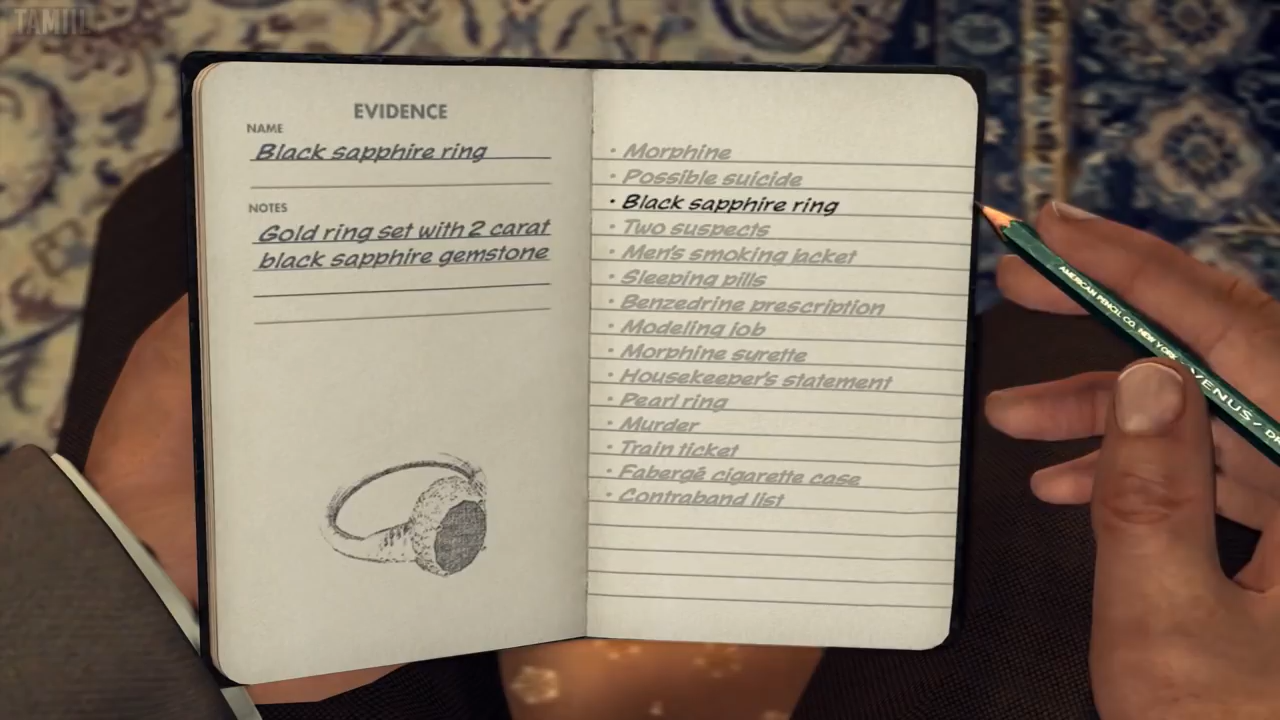 TAMILL
EVIDENCE
NAME
Black sapphire ring
NOTES
Gold ring set with 2 carat
black sapphire gemstone
• Morphine
• Possible suicide
• Black sapphire ring
• Two suspects
• Men's smoking jacket
• Sleeping pills
• Benzedrine prescription
• Modeling job
• Morphine surette
• Housekeeper's statement
• Pearl ring
• Murder
• Train ticket
• Fabergé cigarette case
• Contraband list
AMERICAN PENCIL CO. NEW YORK
VENUS